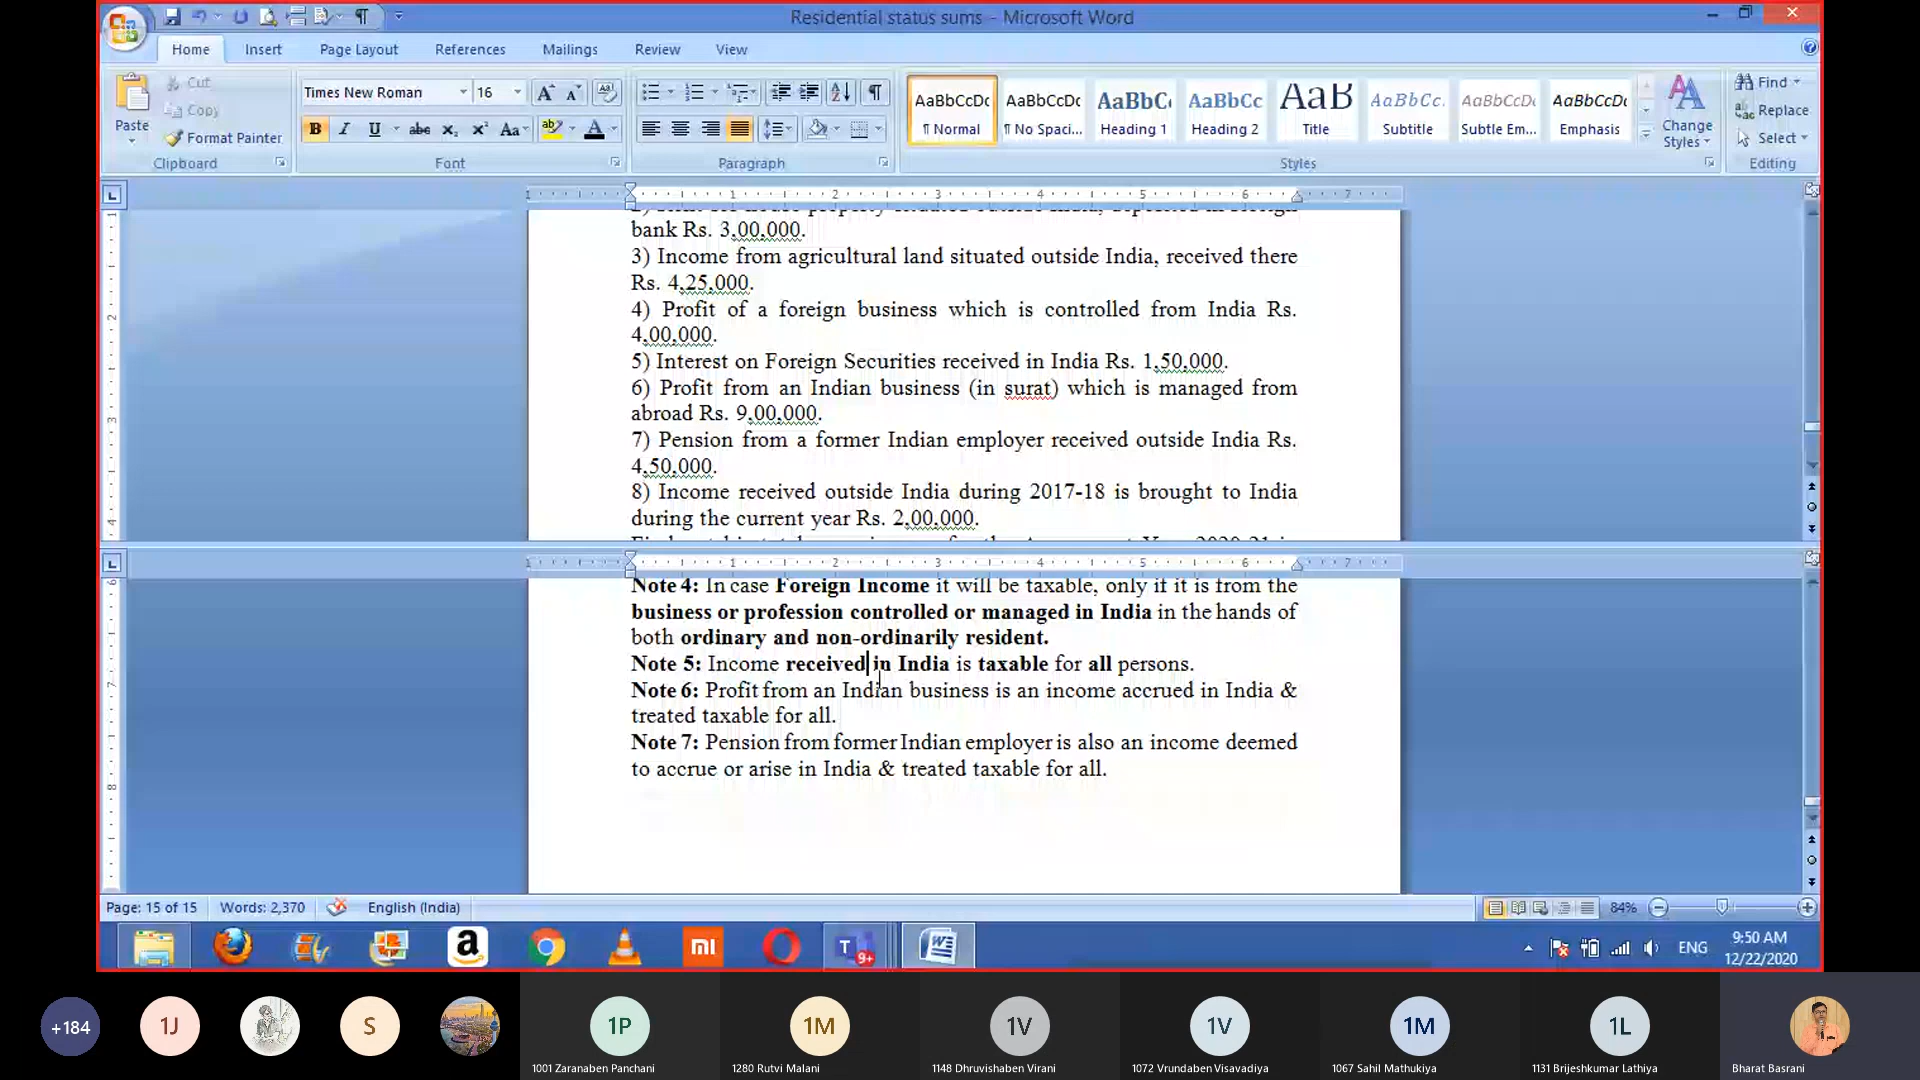 Residential status sums - Microsoft Word
Home Insert Page Layout References Mailings Review View
Paste
Cut
Copy
Format Painter
Clipboard
Times New Roman 16
Font
Paragraph
AaBbCcDc AaBbCcDc AaBbC AaBbCc AaB AaBbCc. AaBbCcDc AaBbCcDc
¶ Normal ¶ No Spaci... Heading 1 Heading 2 Title Subtitle Subtle Em... Emphasis
Change Styles
Styles
Find
Replace
Select
Editing
bank Rs. 3,00,000.
3) Income from agricultural land situated outside India, received there
Rs. 4,25,000.
4) Profit of a foreign business which is controlled from India Rs.
4,00,000.
5) Interest on Foreign Securities received in India Rs. 1,50,000.
6) Profit from an Indian business (in surat) which is managed from
abroad Rs. 9,00,000.
7) Pension from a former Indian employer received outside India Rs.
4,50,000.
8) Income received outside India during 2017-18 is brought to India
during the current year Rs. 2,00,000.
Note 4: In case Foreign Income it will be taxable, only if it is from the
business or profession controlled or managed in India in the hands of
both ordinary and non-ordinarily resident.
Note 5: Income received in India is taxable for all persons.
Note 6: Profit from an Indian business is an income accrued in India &
treated taxable for all.
Note 7: Pension from former Indian employer is also an income deemed
to accrue or arise in India & treated taxable for all.
Page: 15 of 15 Words: 2,370 English (India) 84%
9+
ENG
9:50 AM
12/22/2020
+184 1J S 1P 1M 1V 1V 1M 1L
1001 Zaranaben Panchani 1280 Rutvi Malani 1148 Dhruvishaben Virani 1072 Vrundaben Visavadiya 1067 Sahil Mathukiya 1131 Brijeshkumar Lathiya Bharat Basrani